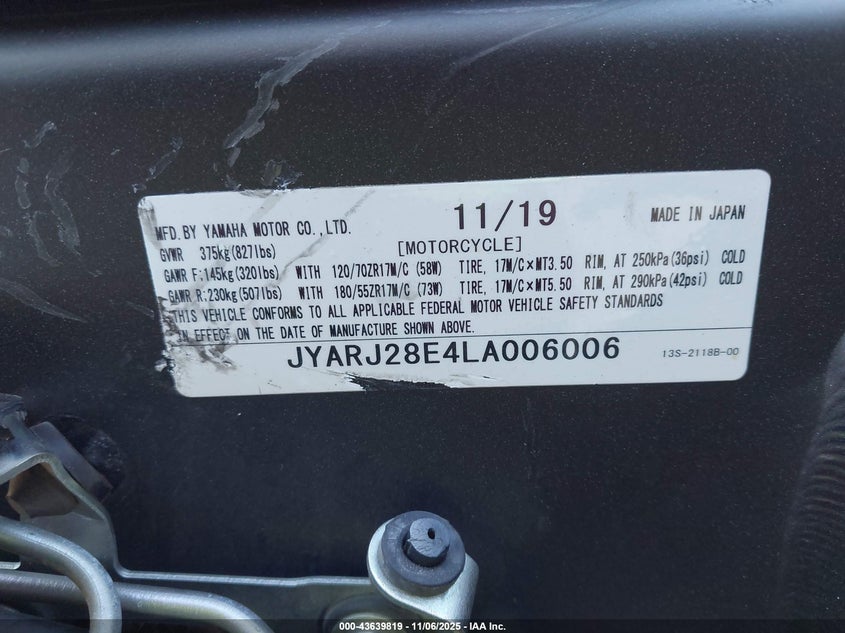 MFD. BY YAMAHA MOTOR CO., LTD. 11/19 MADE IN JAPAN
GVWR 375kg(827lbs) [MOTORCYCLE]
GAWR F:145kg(320lbs) WITH 120/70ZR17M/C (58W) TIRE, 17M/C×MT3.50 RIM, AT 250kPa(36psi) COLD
GAWR R:230kg(507lbs) WITH 180/55ZR17M/C (73W) TIRE, 17M/C×MT5.50 RIM, AT 290kPa(42psi) COLD
THIS VEHICLE CONFORMS TO ALL APPLICABLE FEDERAL MOTOR VEHICLE SAFETY STANDARDS
IN EFFECT ON THE DATE OF MANUFACTURE SHOWN ABOVE.
JYARJ28E4LA006006 13S-2118B-00
000-43639819 - 11/06/2025 - IAA Inc.